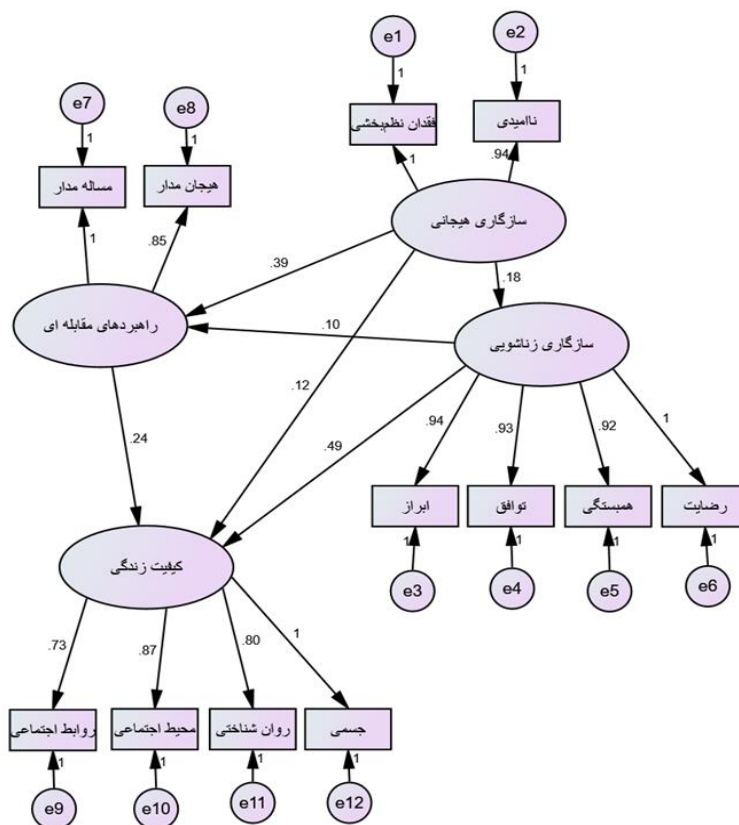 e1
e2
1
1
e7
e8
فقدان نظم‌بخشی
ناامیدی
1
1
1
.94
مساله مدار
هیجان مدار
سازگاری هیجانی
1
.85
.39
.18
راهبردهای مقابله ای
.10
سازگاری زناشویی
.12
.24
.49
.94
.93
.92
1
ابراز
توافق
همبستگی
رضایت
کیفیت زندگی
1
1
1
1
e3
e4
e5
e6
.73
.87
.80
1
روابط اجتماعی
محیط اجتماعی
روان شناختی
جسمی
1
1
1
1
e9
e10
e11
e12